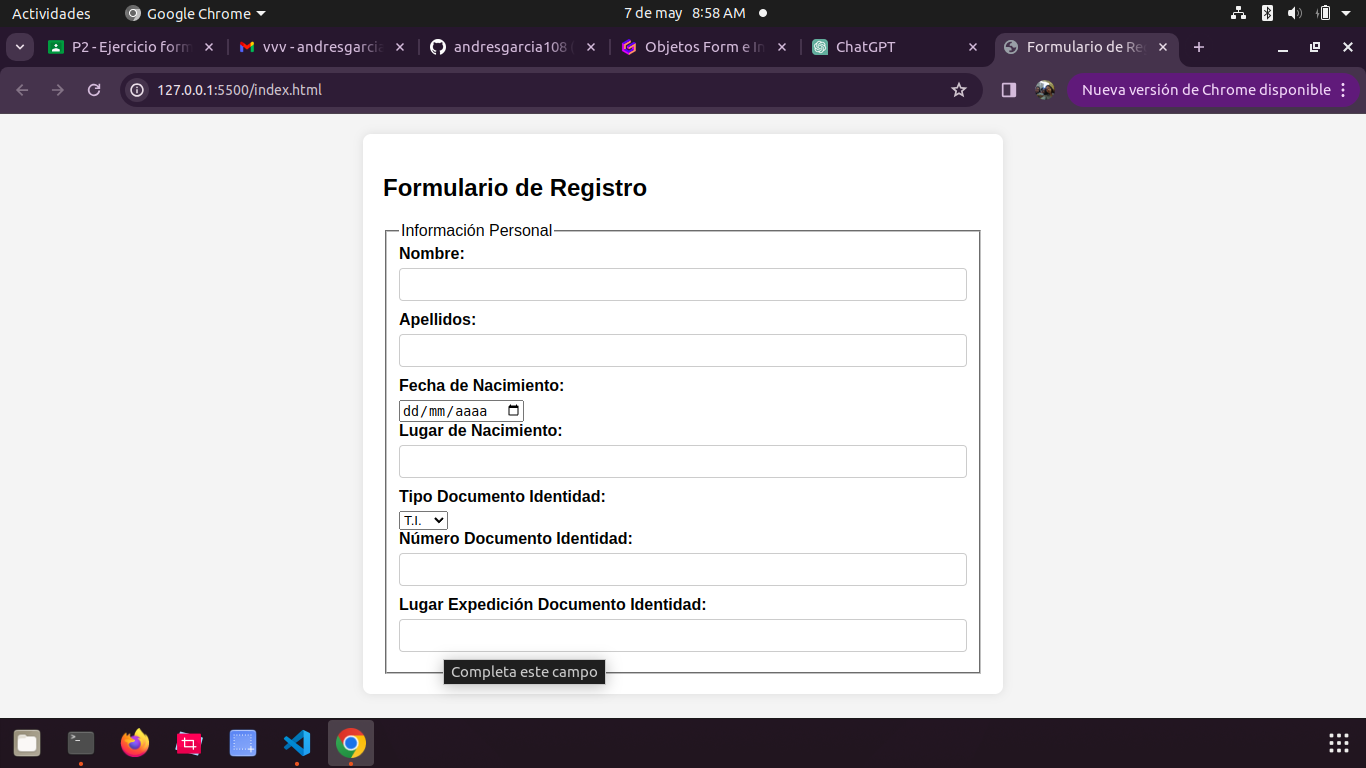 Actividades Google Chrome 7 de may 8:58 AM
P2 - Ejercicio form vvv - andresgarcia andresgarcia108 Objetos Form e In ChatGPT Formulario de Re
127.0.0.1:5500/index.html Nueva versión de Chrome disponible
Formulario de Registro
Información Personal
Nombre:
Apellidos:
Fecha de Nacimiento:
dd/mm/aaaa
Lugar de Nacimiento:
Tipo Documento Identidad:
T.I.
Número Documento Identidad:
Lugar Expedición Documento Identidad:
Completa este campo